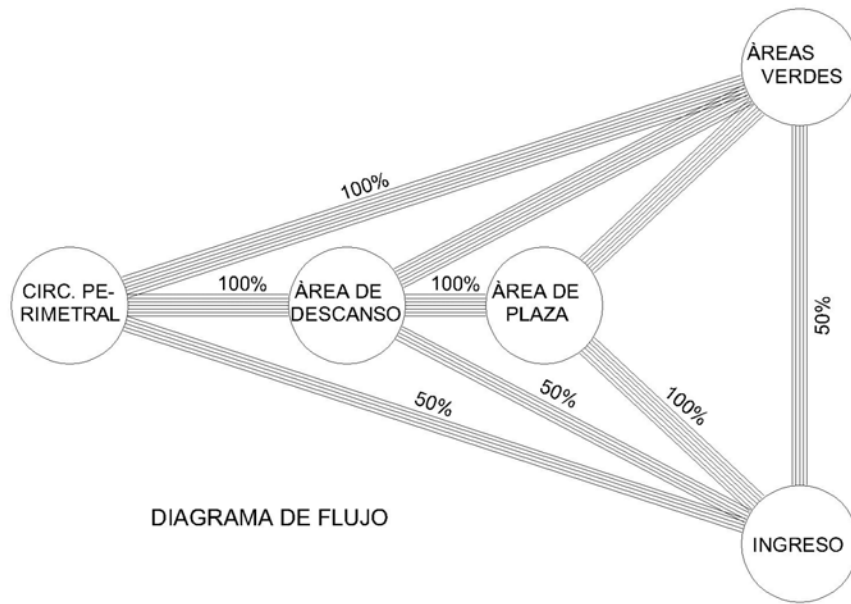 ÀREAS
VERDES
100%
50%
CIRC. PE-
RIMETRAL
100%
ÀREA DE
DESCANSO
100%
ÀREA DE
PLAZA
50%
50%
100%
DIAGRAMA DE FLUJO
INGRESO